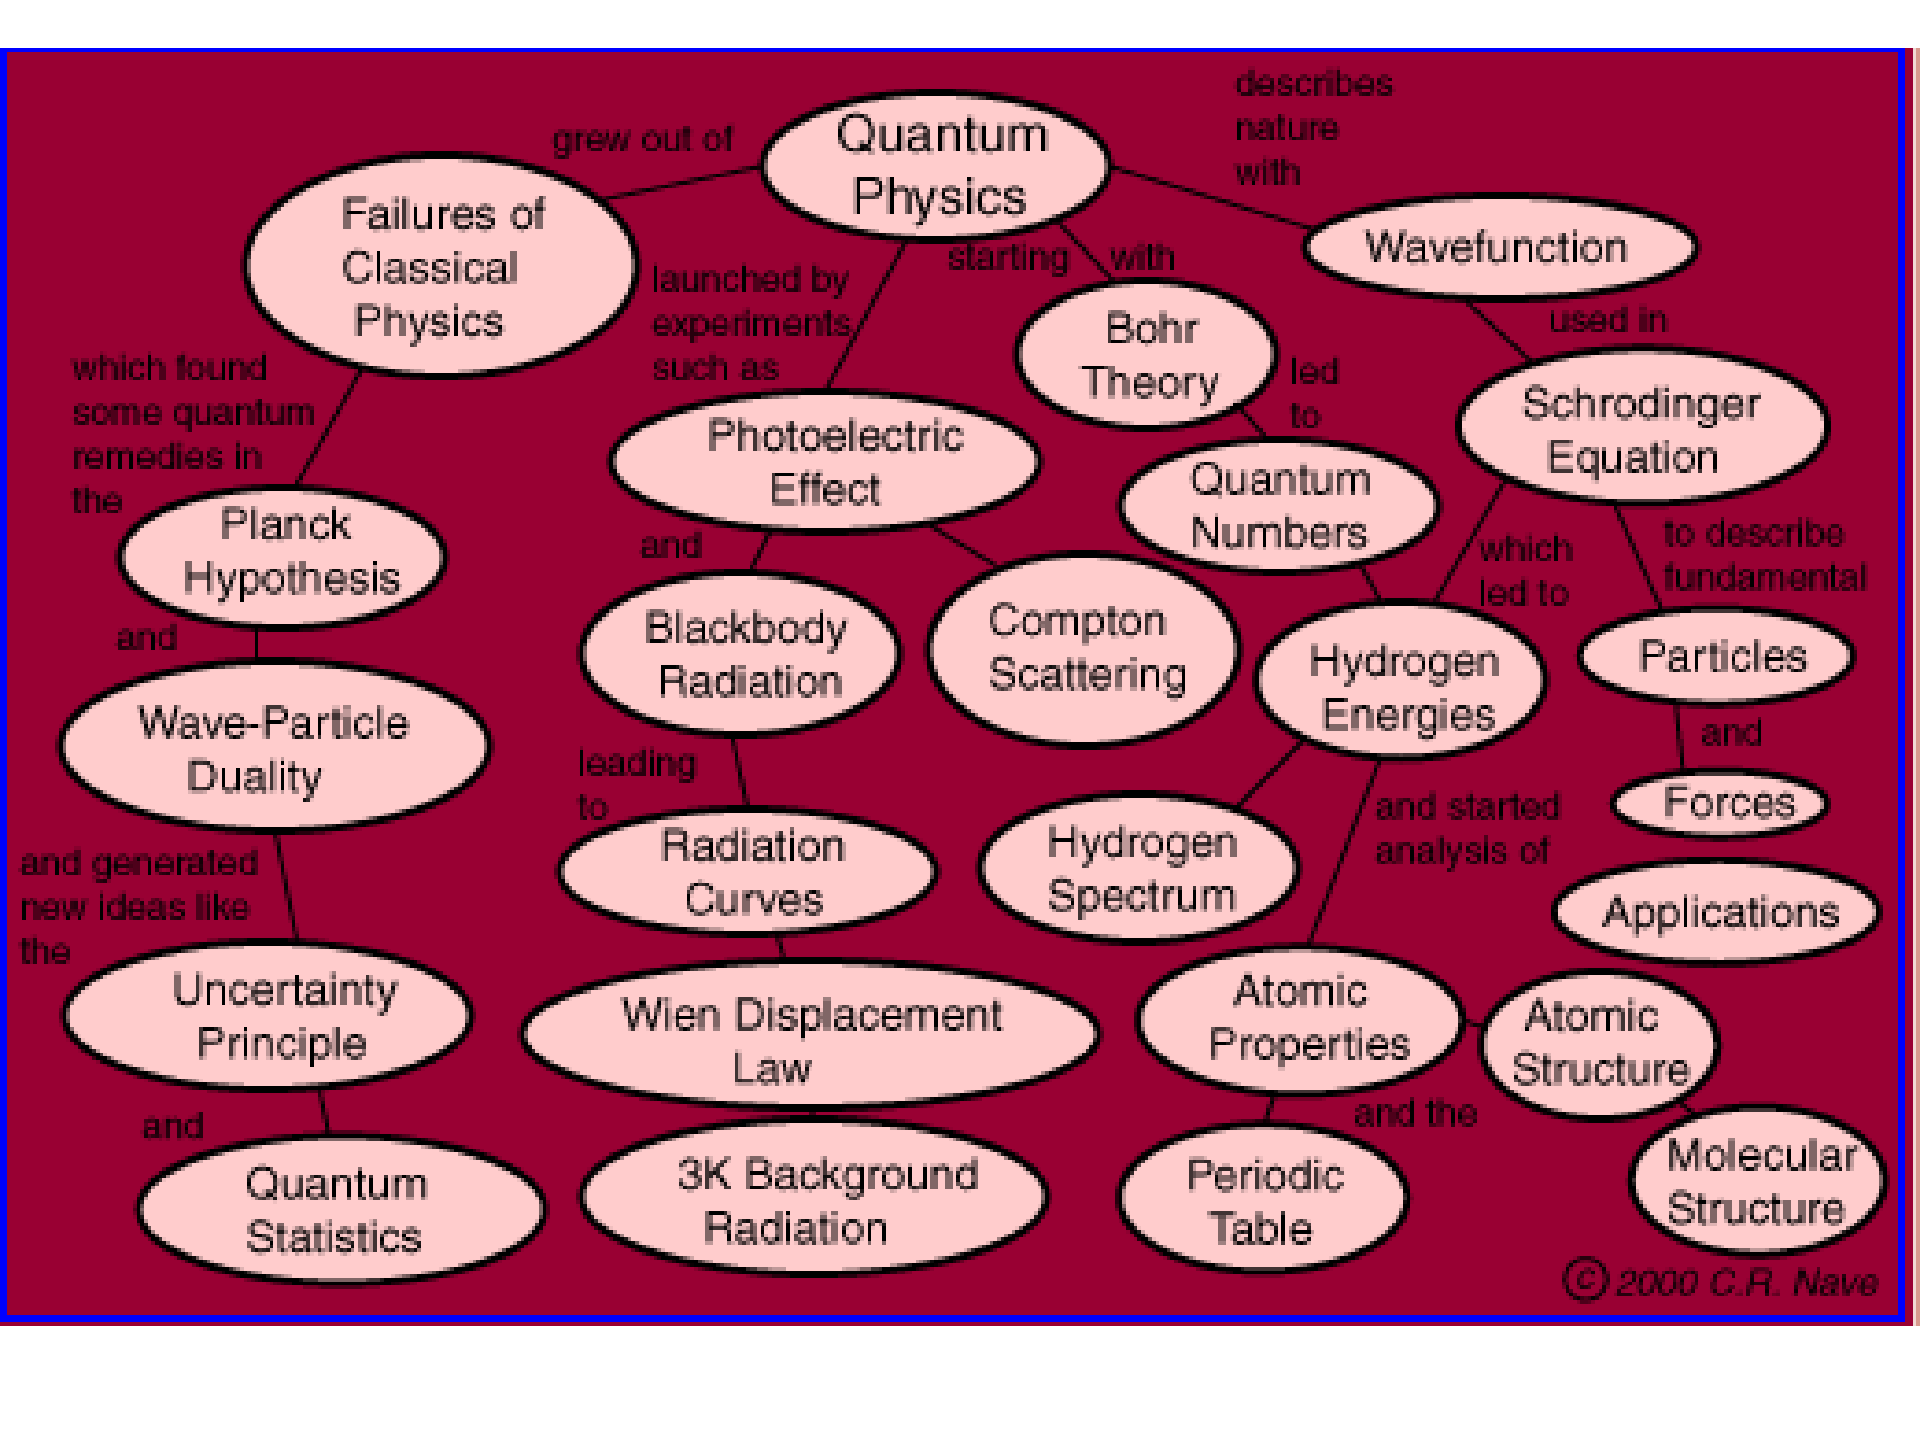 grew out of
Quantum
Physics
describes
nature
with
Failures of
Classical
Physics
launched by
experiments
such as
starting with
Wavefunction
used in
Bohr
Theory
led
to
which found
some quantum
remedies in
the
Photoelectric
Effect
Schrodinger
Equation
Quantum
Numbers
Planck
Hypothesis
and
which
led to
to describe
fundamental
and
Blackbody
Radiation
Compton
Scattering
Hydrogen
Energies
Particles
and
Wave-Particle
Duality
leading
to
Forces
and started
analysis of
Radiation
Curves
Hydrogen
Spectrum
Applications
and generated
new ideas like
the
Uncertainty
Principle
Wien Displacement
Law
Atomic
Properties
Atomic
Structure
and
and the
Quantum
Statistics
3K Background
Radiation
Periodic
Table
Molecular
Structure
© 2000 C.R. Nave